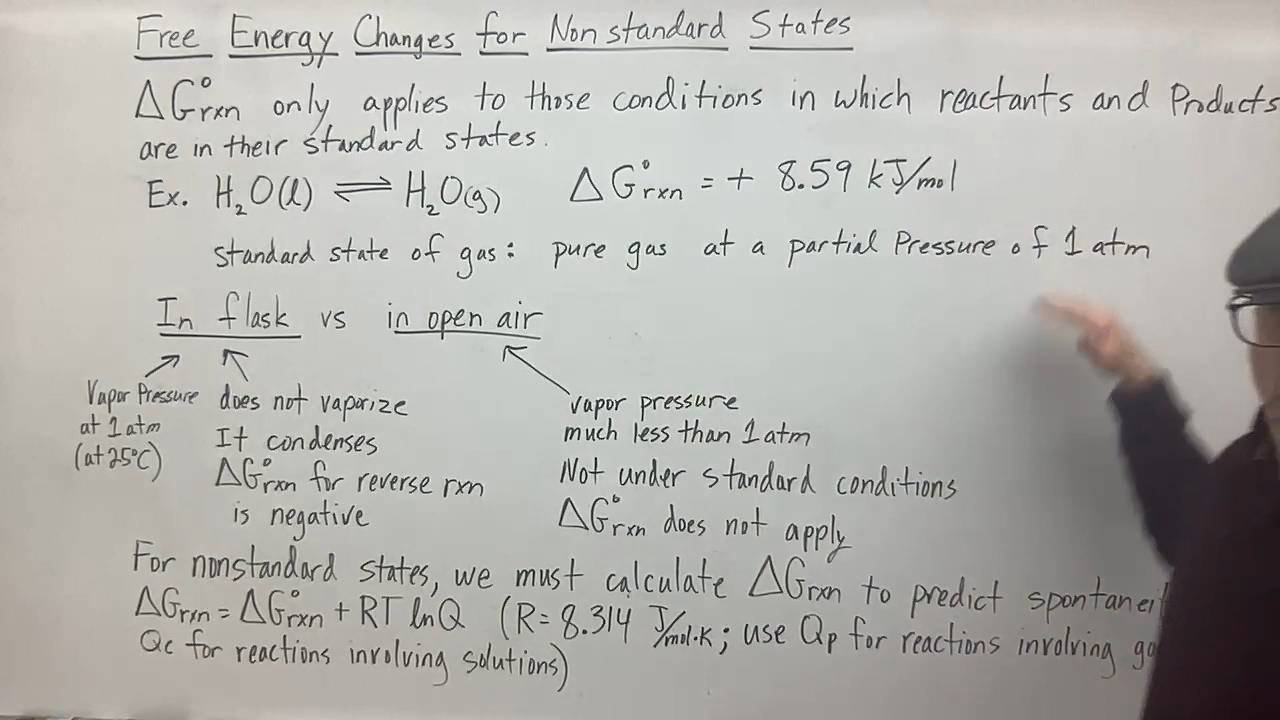 Free Energy Changes for Nonstandard States
ΔG°rxn only applies to those conditions in which reactants and Products
are in their standard states.
Ex. H₂O(l) ⇌ H₂O(g) ΔG°rxn = + 8.59 kJ/mol
standard state of gas: pure gas at a partial Pressure of 1 atm
In flask vs in open air
Vapor Pressure
at 1 atm
(at 25°C)
does not vaporize
It condenses
ΔG°rxn for reverse rxn
is negative
vapor pressure
much less than 1 atm
Not under standard conditions
ΔG°rxn does not apply
For nonstandard states, we must calculate ΔGrxn to predict
ΔGrxn = ΔG°rxn + RT lnQ (R = 8.314 J/mol·K; use Qp for reactions involving
Qc for reactions involving solutions)